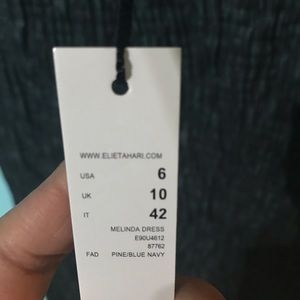 WWW.ELIETAHARI.COM
USA 6
UK 10
IT 42
MELINDA DRESS
E90U4612
87762
FAD PINE/BLUE NAVY